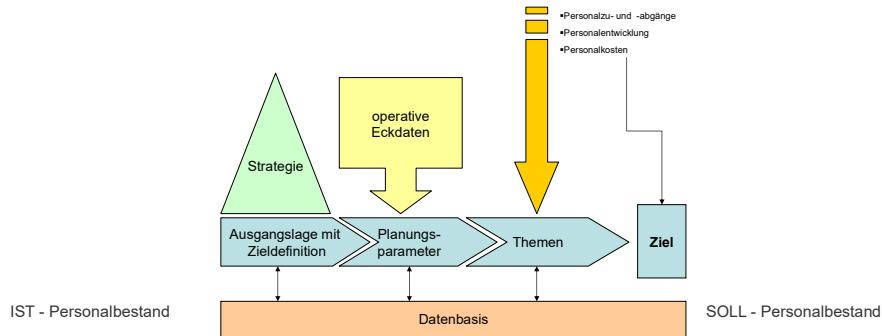 ▪Personalzu- und -abgänge
▪Personalentwicklung
▪Personalkosten
operative
Eckdaten
Strategie
Ausgangslage mit
Zieldefinition
Planungs-
parameter
Themen
Ziel
IST - Personalbestand
Datenbasis
SOLL - Personalbestand